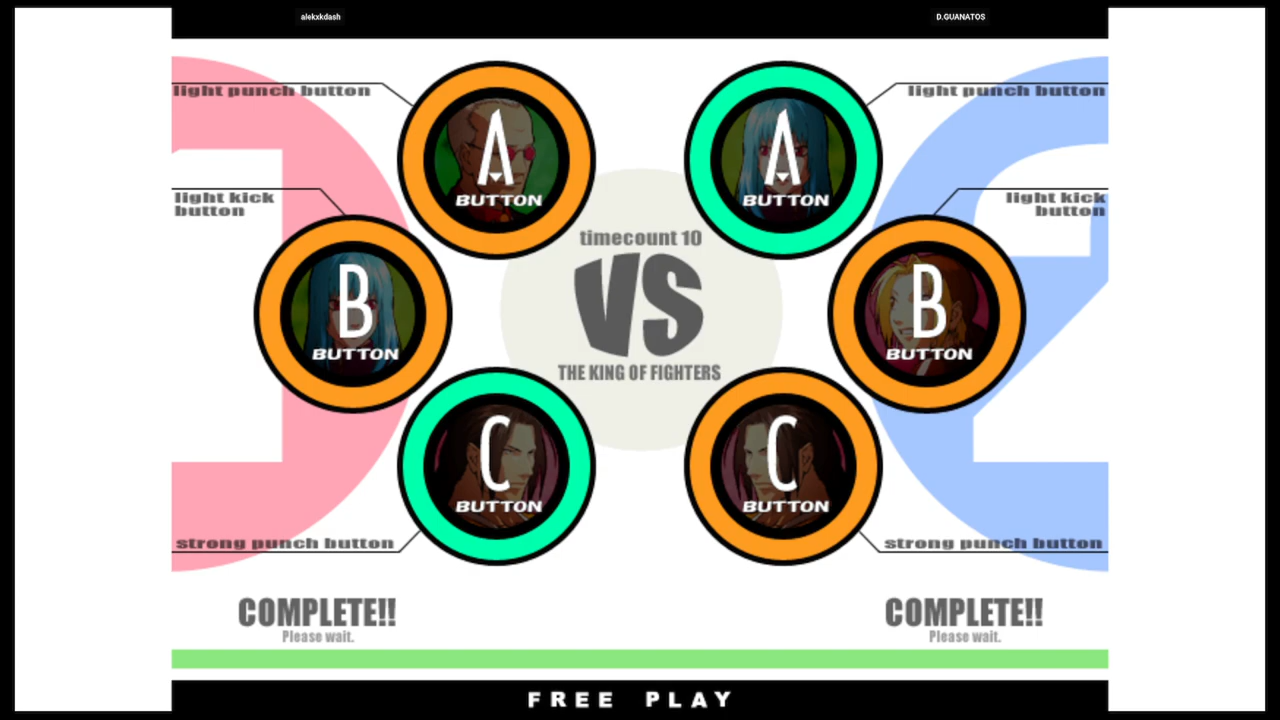 alekxkdash
D.GUANATOS
light punch button
light punch button
A
BUTTON
A
BUTTON
light kick
button
light kick
button
timecount 10
VS
THE KING OF FIGHTERS
B
BUTTON
B
BUTTON
C
BUTTON
C
BUTTON
strong punch button
strong punch button
COMPLETE!!
Please wait.
COMPLETE!!
Please wait.
FREE PLAY